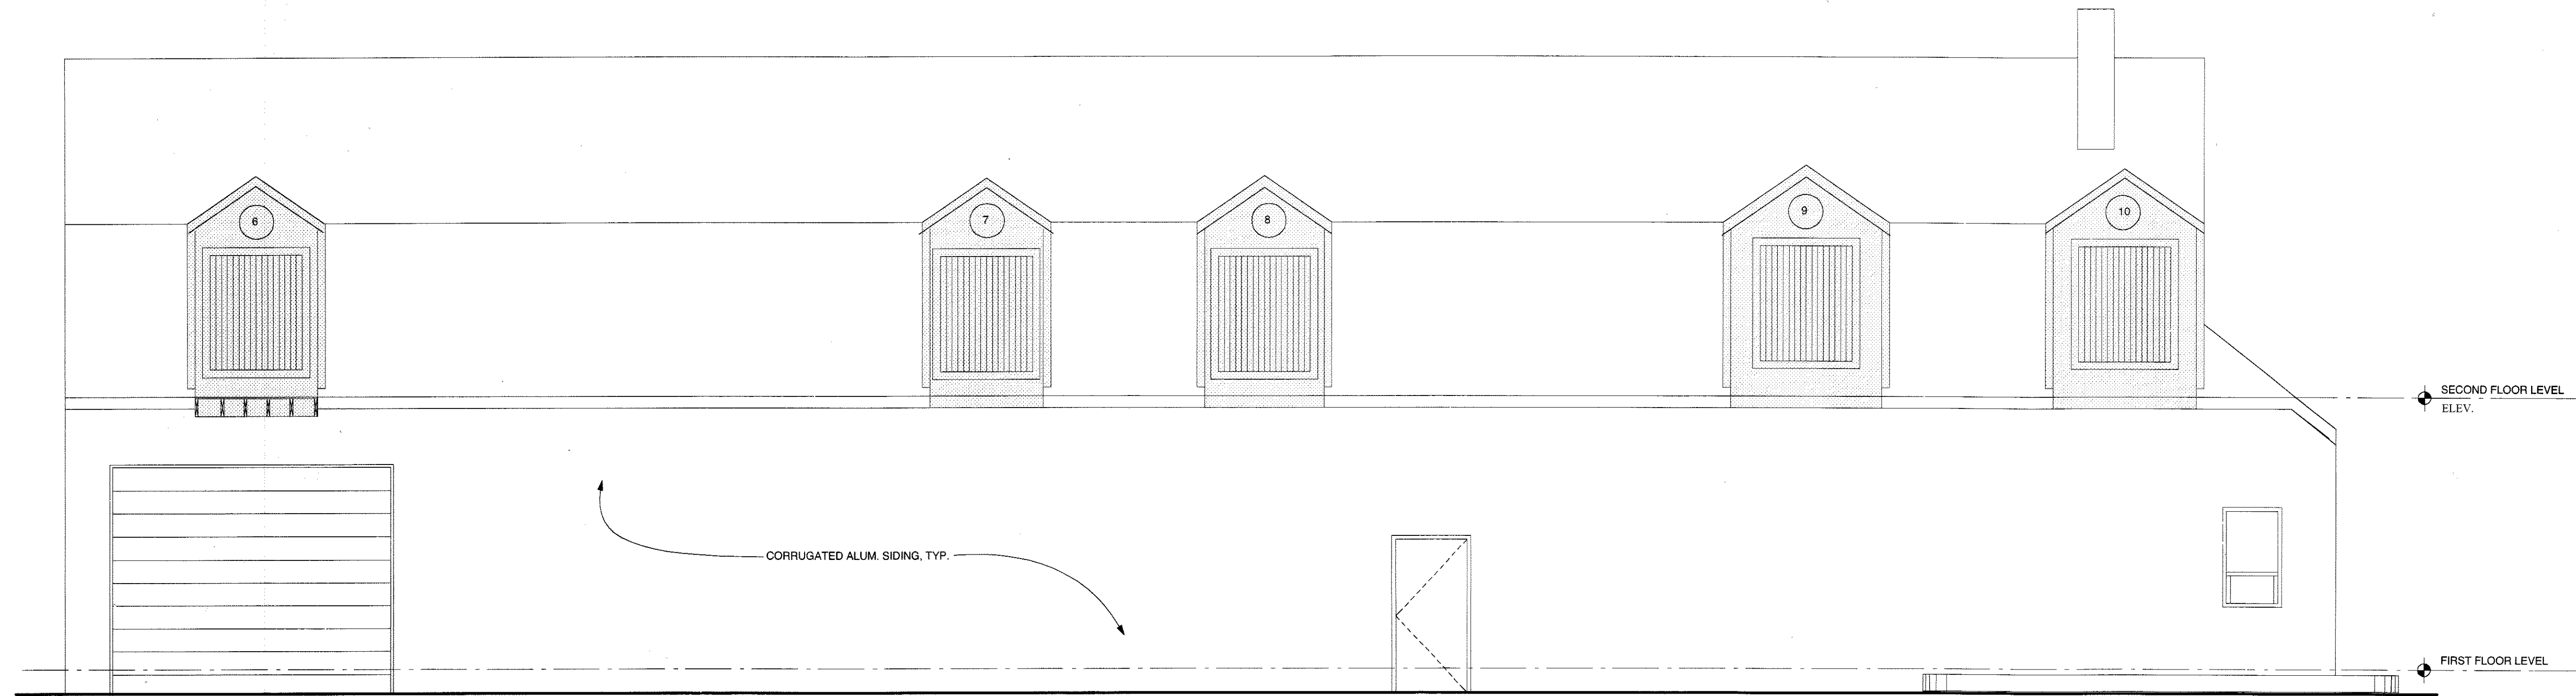 6
7
8
9
10
SECOND FLOOR LEVEL
ELEV.
CORRUGATED ALUM. SIDING, TYP.
FIRST FLOOR LEVEL